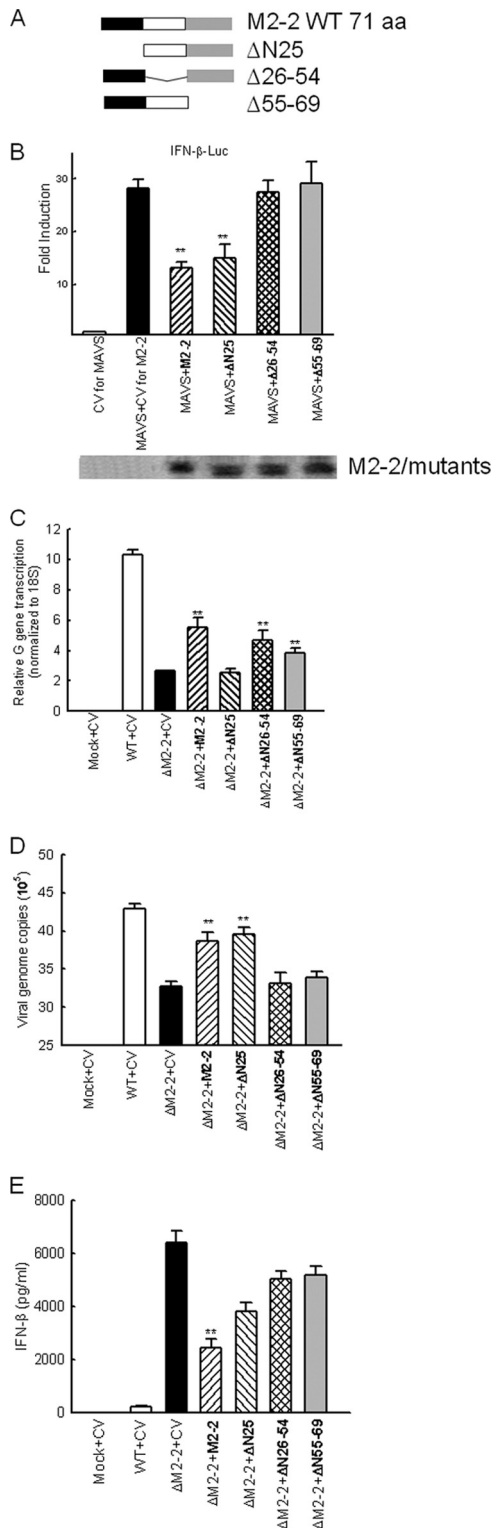 A
M2-2 WT 71 aa
ΔN25
Δ26-54
Δ55-69
B
IFN-β-Luc
Fold Induction
30
20
10
CV for MAVS
MAVS+CV for M2-2
MAVS+M2-2
MAVS+ΔN25
MAVS+Δ26-54
MAVS+Δ55-69
**
**
M2-2/mutants
C
Relative G gene transcription
(normalized to 18S)
12
10
8
6
4
2
0
**
**
**
Mock+CV
WT+CV
ΔM2-2+CV
ΔM2-2+M2-2
ΔM2-2+ΔN25
ΔM2-2+ΔN26-54
ΔM2-2+ΔN55-69
D
Viral genome copies (10⁵)
50
45
40
35
30
25
**
**
Mock+CV
WT+CV
ΔM2-2+CV
ΔM2-2+M2-2
ΔM2-2+ΔN25
ΔM2-2+ΔN26-54
ΔM2-2+ΔN55-69
E
IFN-β (pg/ml)
8000
6000
4000
2000
0
**
Mock+CV
WT+CV
ΔM2-2+CV
ΔM2-2+M2-2
ΔM2-2+ΔN25
ΔM2-2+ΔN26-54
ΔM2-2+ΔN55-69